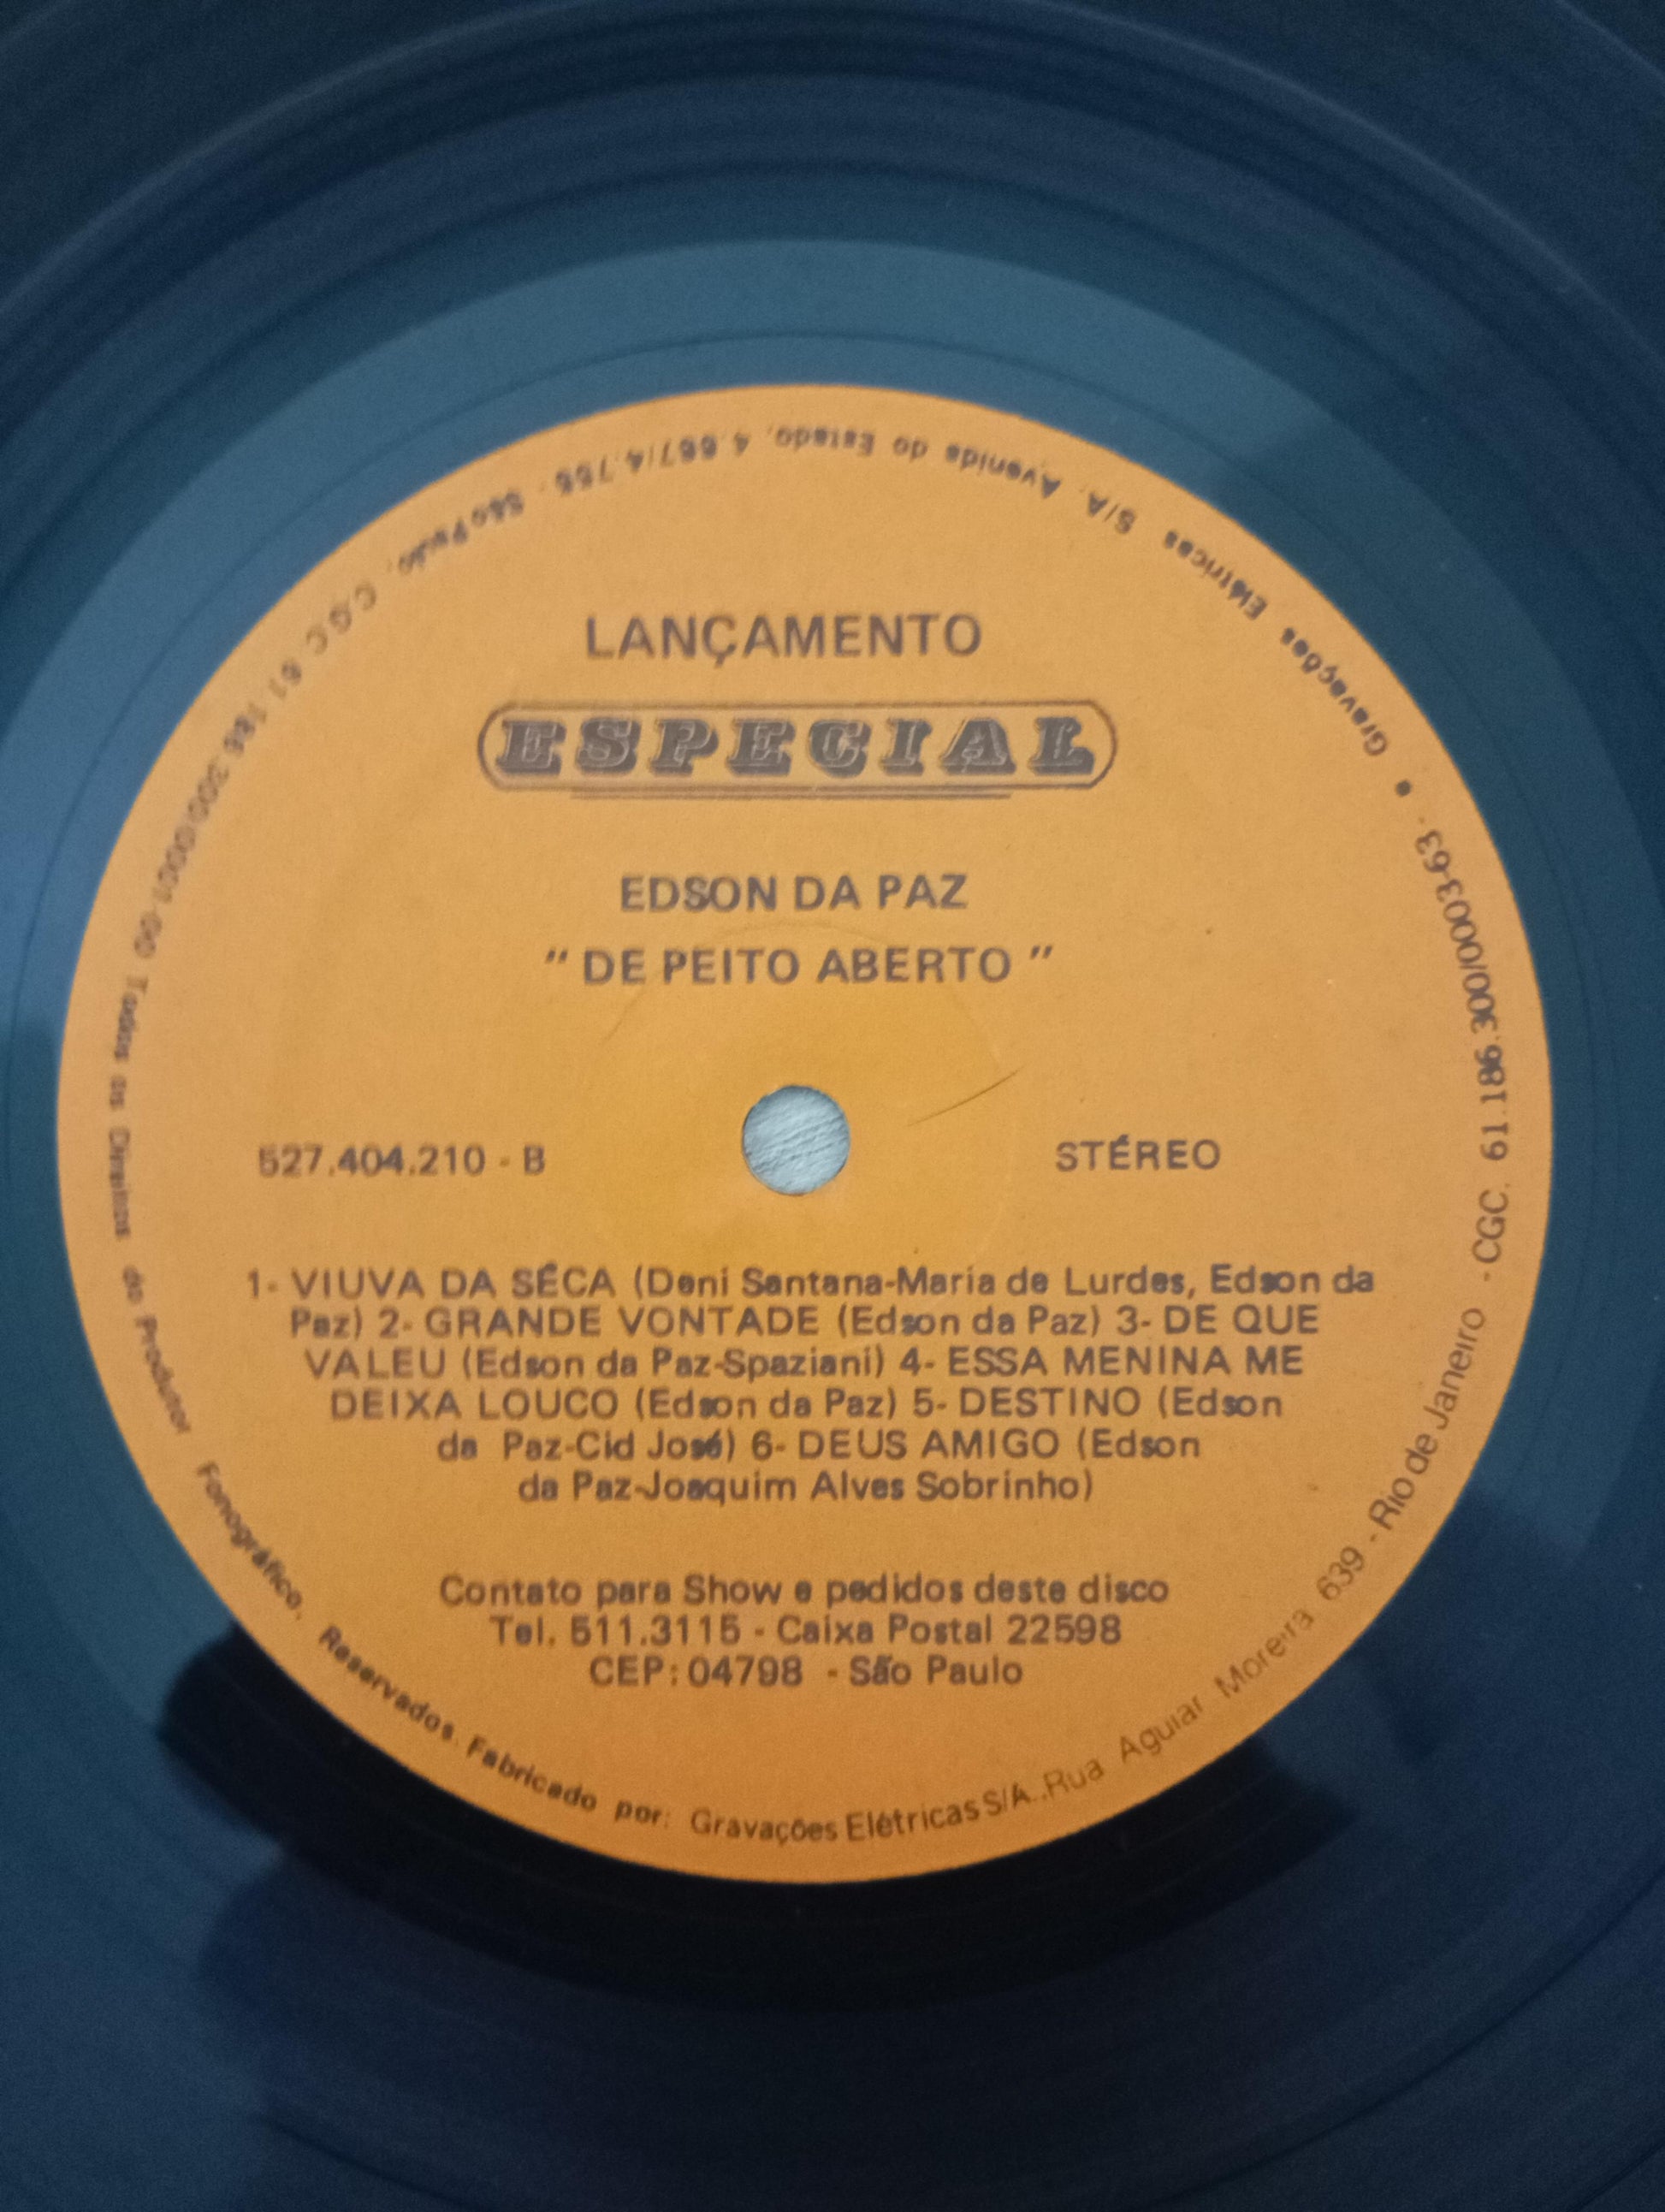 LANÇAMENTO
ESPECIAL
EDSON DA PAZ
" DE PEITO ABERTO "
527.404.210 - B
STÉREO
1- VIUVA DA SÊCA (Deni Santana-Maria de Lurdes, Edson da
Paz) 2- GRANDE VONTADE (Edson da Paz) 3- DE QUE
VALEU (Edson da Paz-Spaziani) 4- ESSA MENINA ME
DEIXA LOUCO (Edson da Paz) 5- DESTINO (Edson
da Paz-Cid José) 6- DEUS AMIGO (Edson
da Paz-Joaquim Alves Sobrinho)
Contato para Show e pedidos deste disco
Tel. 511.3115 - Caixa Postal 22598
CEP: 04798 - São Paulo
• Gravações Elétricas S/A. Avenida do Estado, 4.667/4.755 - São Paulo, C.G.C 61 186 300/0001-00 Todos os Direitos do Produtor Fonográfico, Reservados. Fabricado por: Gravações Elétricas S/A.,Rua Aguiar Moreira 639 - Rio de Janeiro - CGC. 61.186.300/0003-63 -